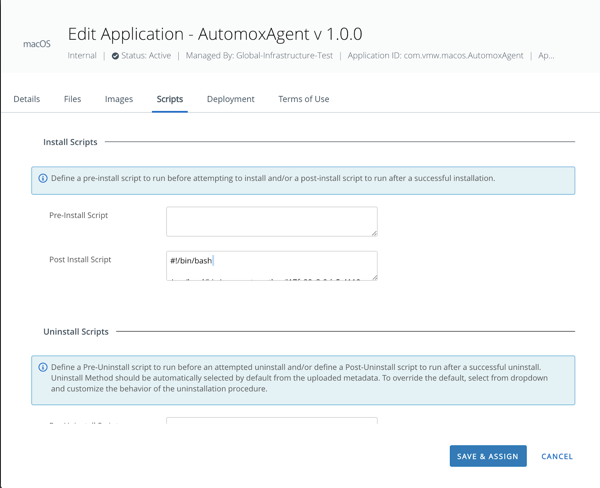 macOS
Edit Application - AutomoxAgent v 1.0.0
Internal | Status: Active | Managed By: Global-Infrastructure-Test | Application ID: com.vmw.macos.AutomoxAgent | Ap...
Details Files Images Scripts Deployment Terms of Use
Install Scripts
Define a pre-install script to run before attempting to install and/or a post-install script to run after a successful installation.
Pre-Install Script
Post Install Script
#!/bin/bash
Uninstall Scripts
Define a Pre-Uninstall script to run before an attempted uninstall and/or define a Post-Uninstall script to run after a successful uninstall.
Uninstall Method should be automatically selected by default from the uploaded metadata. To override the default, select from dropdown
and customize the behavior of the uninstallation procedure.
SAVE & ASSIGN CANCEL